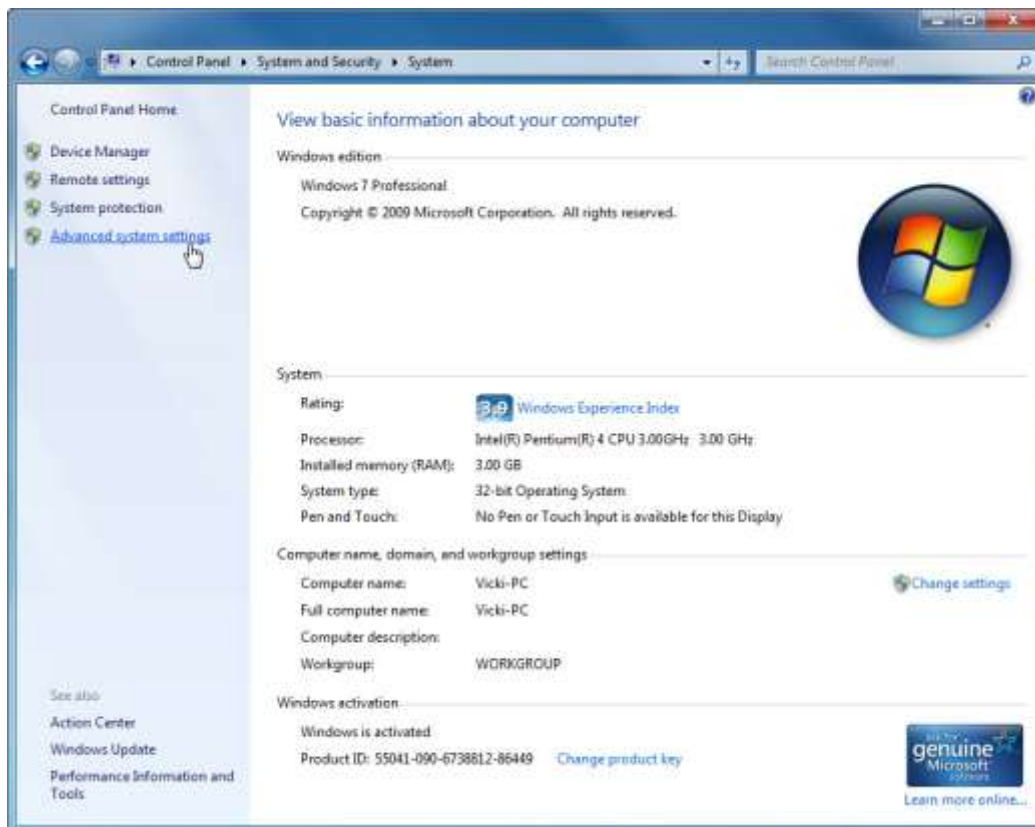 Control Panel ▸ System and Security ▸ System
Search Control Panel
Control Panel Home
Device Manager
Remote settings
System protection
Advanced system settings
View basic information about your computer
Windows edition
Windows 7 Professional
Copyright © 2009 Microsoft Corporation. All rights reserved.
System
Rating: 3.9 Windows Experience Index
Processor: Intel(R) Pentium(R) 4 CPU 3.00GHz 3.00 GHz
Installed memory (RAM): 3.00 GB
System type: 32-bit Operating System
Pen and Touch: No Pen or Touch Input is available for this Display
Computer name, domain, and workgroup settings
Computer name: Vicki-PC
Change settings
Full computer name: Vicki-PC
Computer description:
Workgroup: WORKGROUP
See also
Action Center
Windows Update
Performance Information and
Tools
Windows activation
Windows is activated
Product ID: 55041-090-6738812-86449 Change product key
ask for
genuine
Microsoft
software
Learn more online...